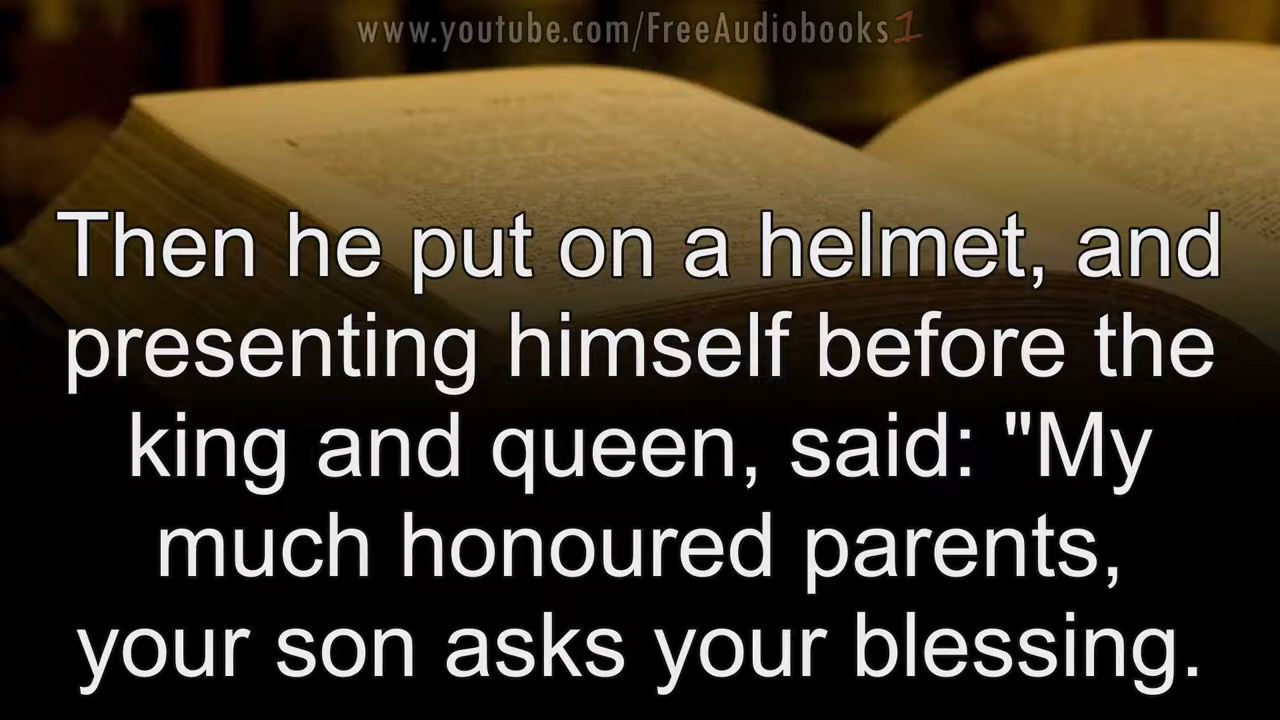 www.youtube.com/FreeAudiobooks1
Then he put on a helmet, and
presenting himself before the
king and queen, said: "My
much honoured parents,
your son asks your blessing.